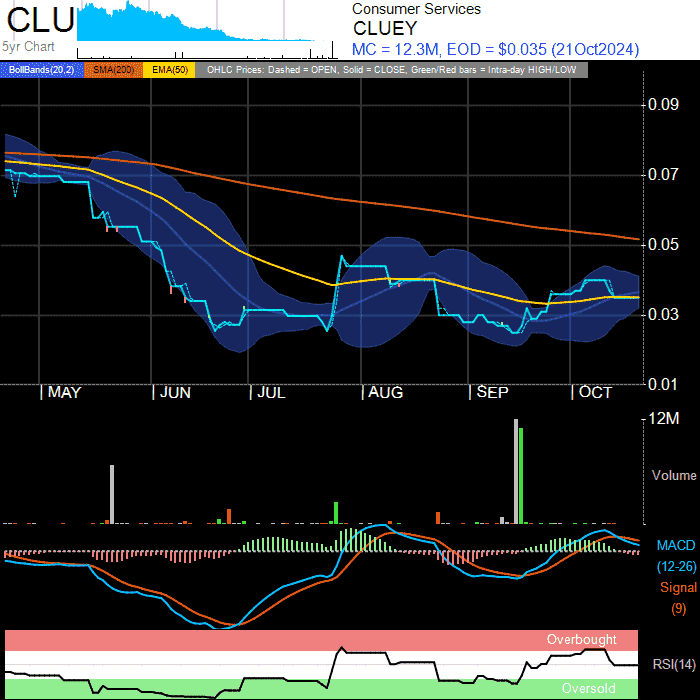 CLU
5yr Chart
Consumer Services
CLUEY
MC = 12.3M, EOD = $0.035 (21Oct2024)
BollBands(20,2) SMA(200) EMA(50) OHLC Prices: Dashed = OPEN, Solid = CLOSE, Green/Red bars = Intra-day HIGH/LOW
0.09
0.07
0.05
0.03
0.01
MAY JUN JUL AUG SEP OCT
12M
Volume
MACD
(12-26)
Signal
(9)
Overbought
RSI(14)
Oversold